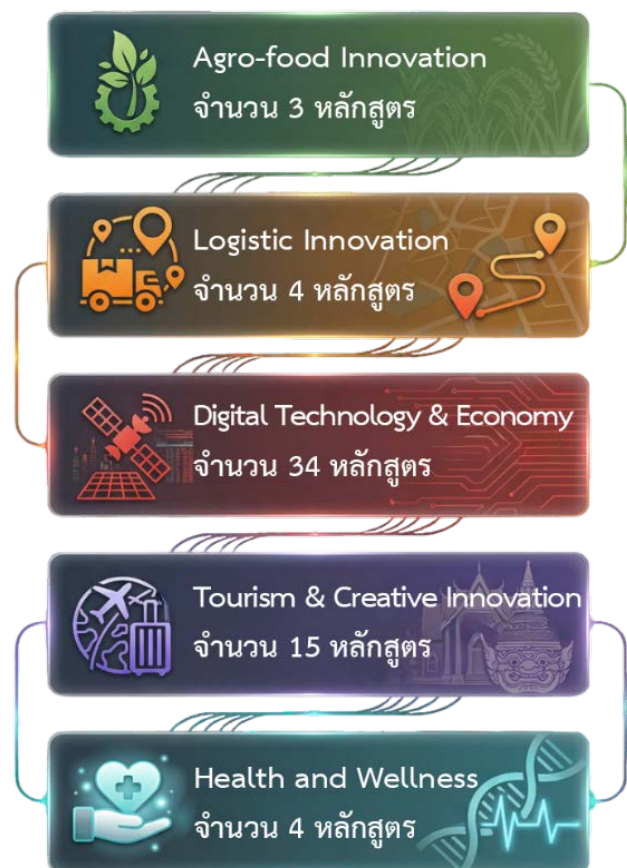 Agro-food Innovation
จำนวน 3 หลักสูตร
Logistic Innovation
จำนวน 4 หลักสูตร
Digital Technology & Economy
จำนวน 34 หลักสูตร
Tourism & Creative Innovation
จำนวน 15 หลักสูตร
Health and Wellness
จำนวน 4 หลักสูตร